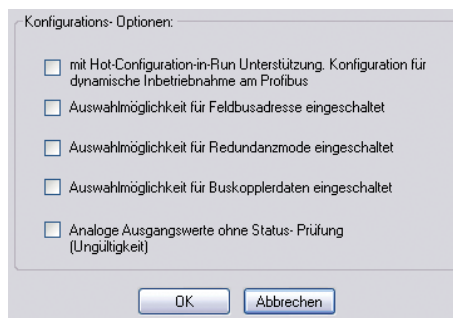 Konfigurations- Optionen:
mit Hot-Configuration-in-Run Unterstützung. Konfiguration für
dynamische Inbetriebnahme am Profibus
Auswahlmöglichkeit für Feldbusadresse eingeschaltet
Auswahlmöglichkeit für Redundanzmode eingeschaltet
Auswahlmöglichkeit für Buskopplerdaten eingeschaltet
Analoge Ausgangswerte ohne Status- Prüfung
(Ungültigkeit)
OK
Abbrechen